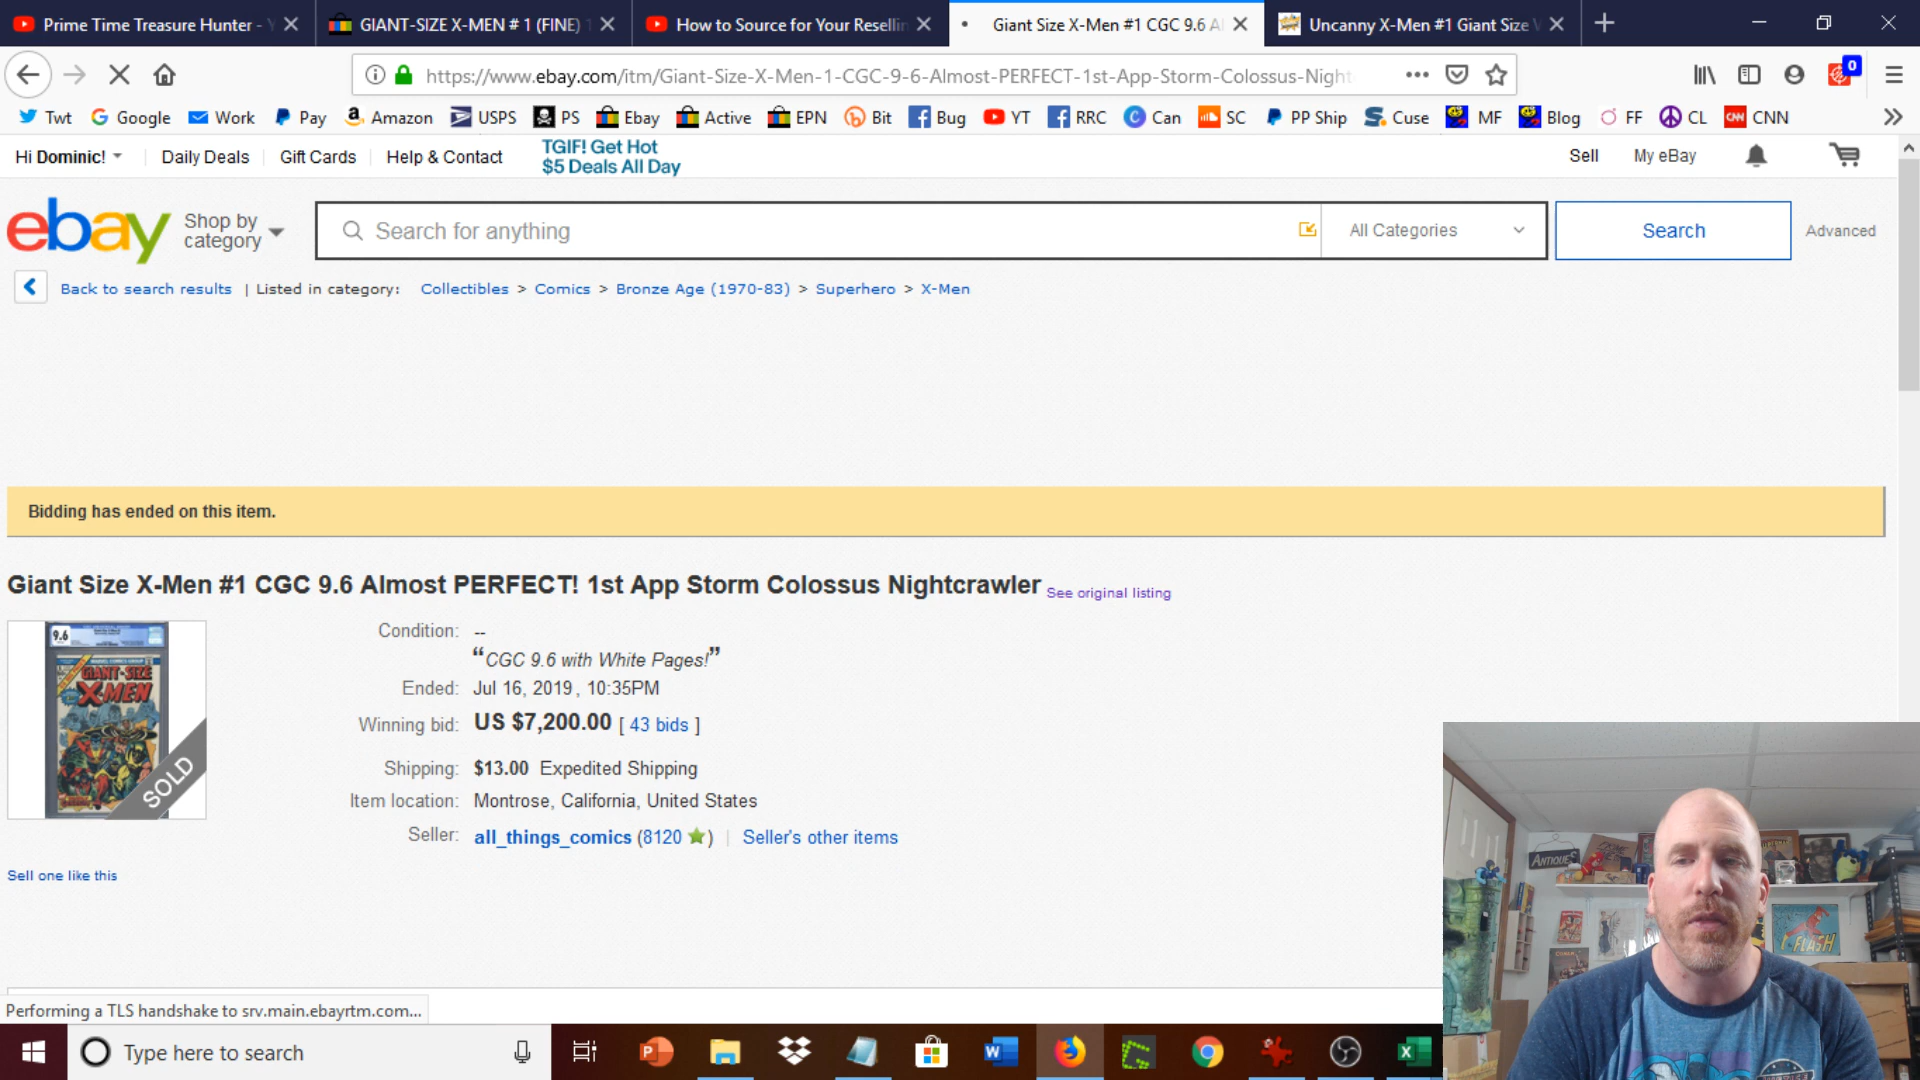 Prime Time Treasure Hunter - Y
GIANT-SIZE X-MEN # 1 (FINE) 1
How to Source for Your Resellin
Giant Size X-Men #1 CGC 9.6 Al
Uncanny X-Men #1 Giant Size V
https://www.ebay.com/itm/Giant-Size-X-Men-1-CGC-9-6-Almost-PERFECT-1st-App-Storm-Colossus-Night
0
Twt Google Work Pay Amazon USPS PS Ebay Active EPN Bit Bug YT RRC Can SC PP Ship Cuse MF Blog FF CL CNN CNN
Hi Dominic! Daily Deals Gift Cards Help & Contact
TGIF! Get Hot
$5 Deals All Day
Sell My eBay
ebay
Shop by
category
Search for anything
All Categories
Search
Advanced
Back to search results | Listed in category: Collectibles > Comics > Bronze Age (1970-83) > Superhero > X-Men
Bidding has ended on this item.
Giant Size X-Men #1 CGC 9.6 Almost PERFECT! 1st App Storm Colossus Nightcrawler See original listing
9.6
GIANT-SIZE
X-MEN
SOLD
Condition: --
“CGC 9.6 with White Pages!”
Ended: Jul 16, 2019 , 10:35PM
Winning bid: US $7,200.00 [ 43 bids ]
Shipping: $13.00 Expedited Shipping
Item location: Montrose, California, United States
Seller: all_things_comics (8120 ) | Seller's other items
Sell one like this
ANTIQUES
FLASH
Performing a TLS handshake to srv.main.ebayrtm.com...
Type here to search